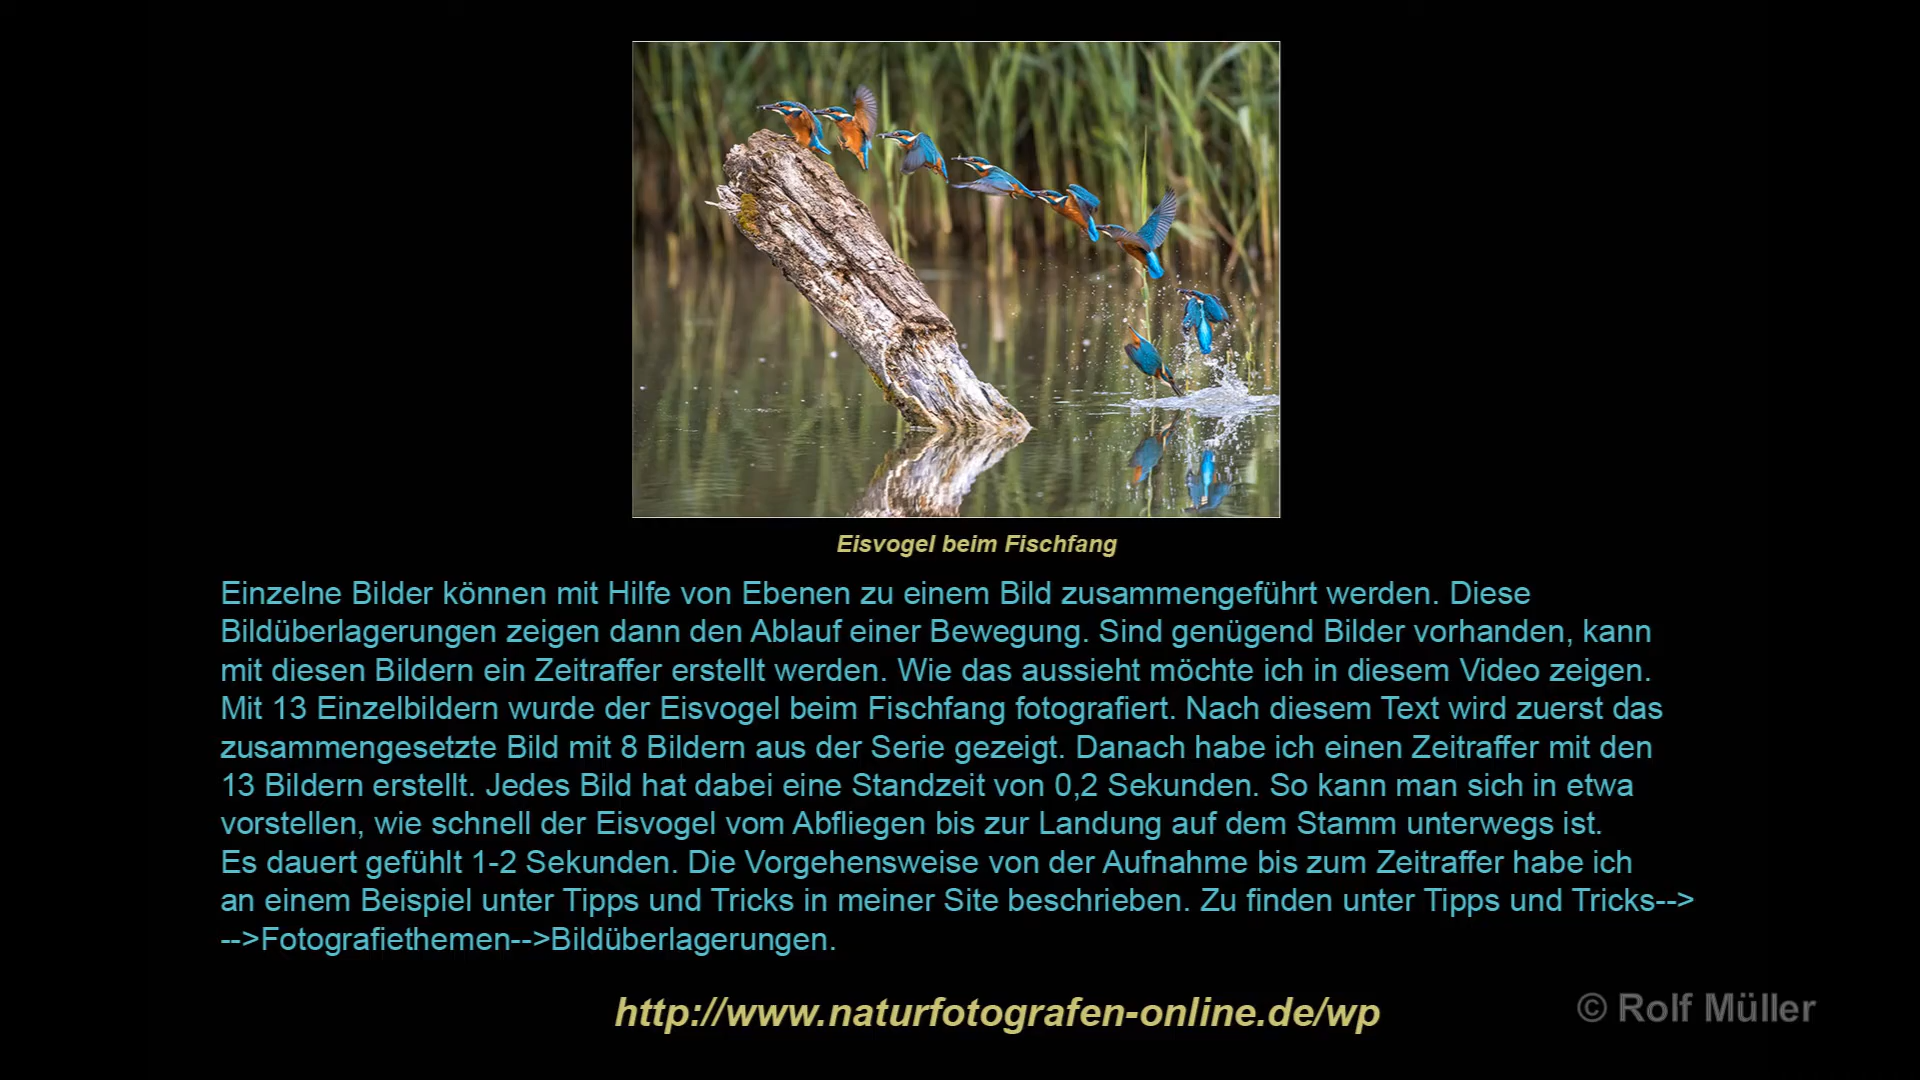 Eisvogel beim Fischfang
Einzelne Bilder können mit Hilfe von Ebenen zu einem Bild zusammengeführt werden. Diese
Bildüberlagerungen zeigen dann den Ablauf einer Bewegung. Sind genügend Bilder vorhanden, kann
mit diesen Bildern ein Zeitraffer erstellt werden. Wie das aussieht möchte ich in diesem Video zeigen.
Mit 13 Einzelbildern wurde der Eisvogel beim Fischfang fotografiert. Nach diesem Text wird zuerst das
zusammengesetzte Bild mit 8 Bildern aus der Serie gezeigt. Danach habe ich einen Zeitraffer mit den
13 Bildern erstellt. Jedes Bild hat dabei eine Standzeit von 0,2 Sekunden. So kann man sich in etwa
vorstellen, wie schnell der Eisvogel vom Abfliegen bis zur Landung auf dem Stamm unterwegs ist.
Es dauert gefühlt 1-2 Sekunden. Die Vorgehensweise von der Aufnahme bis zum Zeitraffer habe ich
an einem Beispiel unter Tipps und Tricks in meiner Site beschrieben. Zu finden unter Tipps und Tricks-->
-->Fotografiethemen-->Bildüberlagerungen.
http://www.naturfotografen-online.de/wp
© Rolf Müller